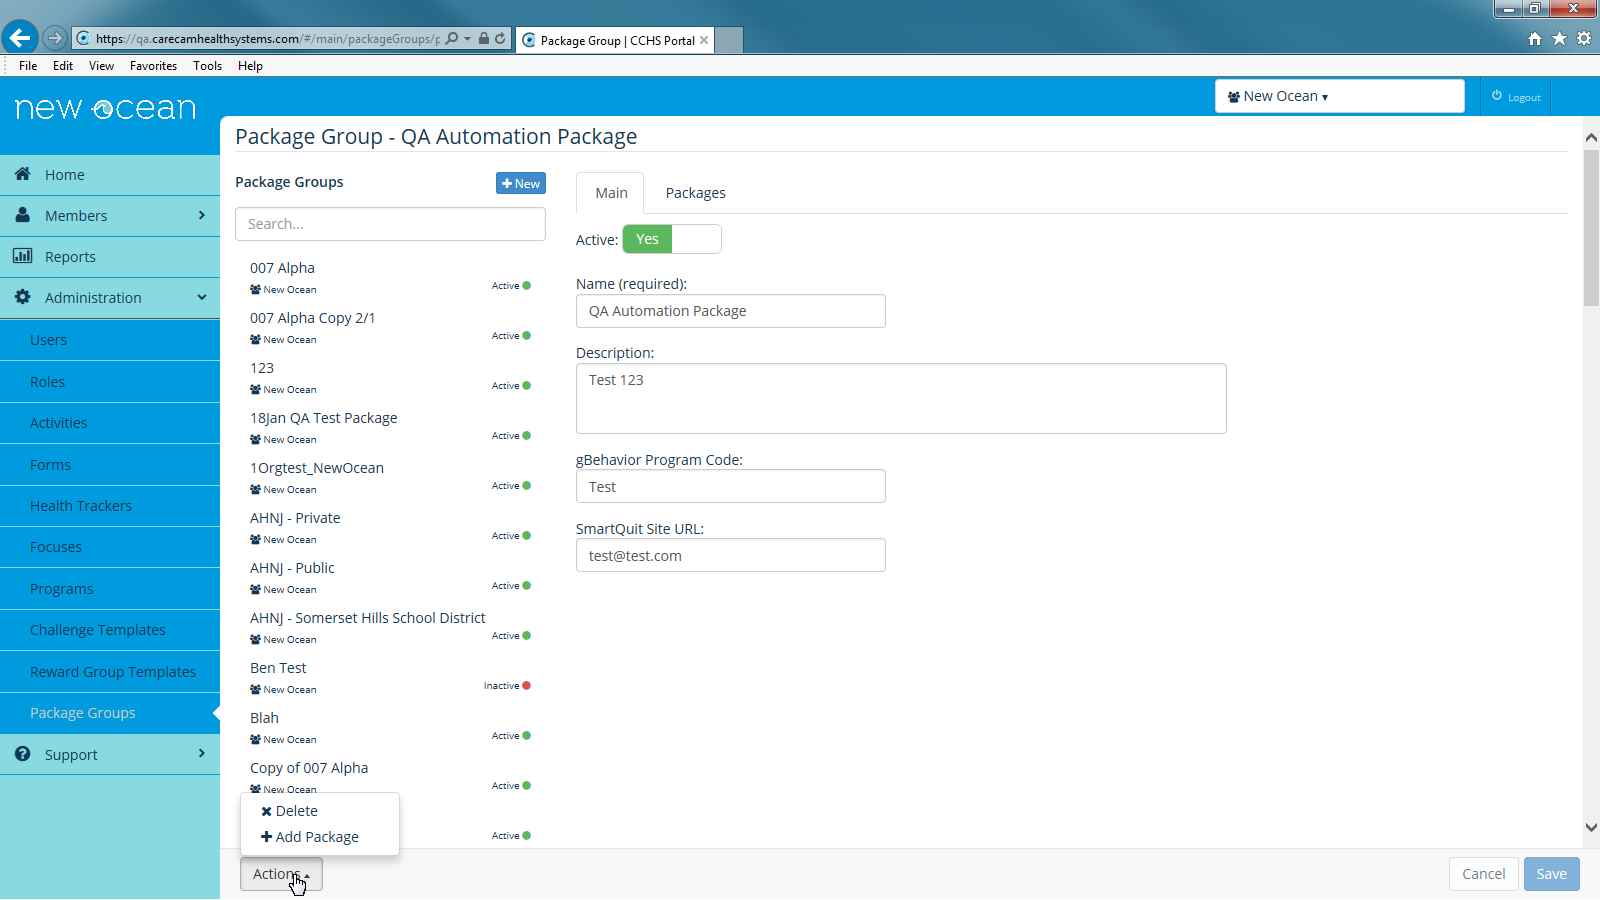 https://qa.carecamhealthsystems.com/#/main/packageGroups/p
Package Group | CCHS Portal
File Edit View Favorites Tools Help
new ocean
New Ocean
Logout
Home
Members
Reports
Administration
Users
Roles
Activities
Forms
Health Trackers
Focuses
Programs
Challenge Templates
Reward Group Templates
Package Groups
Support
Package Group - QA Automation Package
Package Groups
New
Search...
007 Alpha
New Ocean Active
007 Alpha Copy 2/1
New Ocean Active
123
New Ocean Active
18Jan QA Test Package
New Ocean Active
1Orgtest_NewOcean
New Ocean Active
AHNJ - Private
New Ocean Active
AHNJ - Public
New Ocean Active
AHNJ - Somerset Hills School District
New Ocean Active
Ben Test
New Ocean Inactive
Blah
New Ocean Active
Copy of 007 Alpha
New Ocean Active
Active
Delete
Add Package
Actions
Main Packages
Active: Yes
Name (required):
QA Automation Package
Description:
Test 123
gBehavior Program Code:
Test
SmartQuit Site URL:
test@test.com
Cancel Save